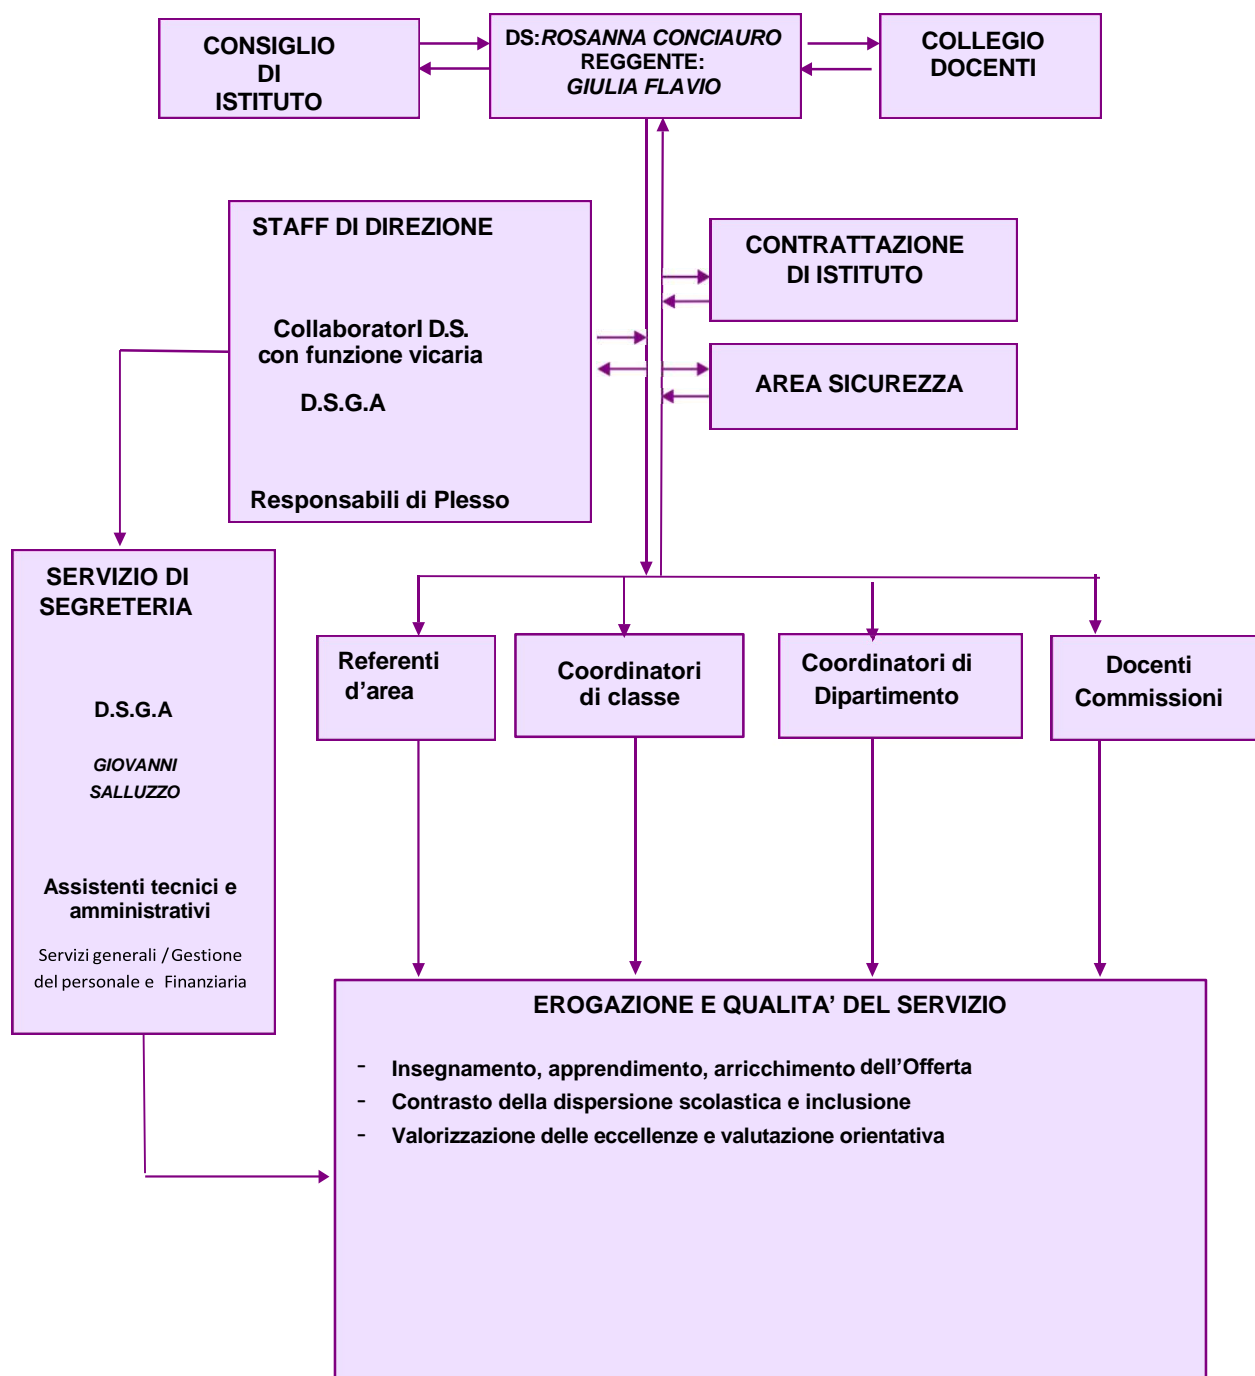 CONSIGLIO
DI
ISTITUTO
DS:ROSANNA CONCIAURO
REGGENTE:
GIULIA FLAVIO
COLLEGIO
DOCENTI
STAFF DI DIREZIONE
CollaboratorI D.S.
con funzione vicaria
D.S.G.A
Responsabili di Plesso
CONTRATTAZIONE
DI ISTITUTO
AREA SICUREZZA
SERVIZIO DI
SEGRETERIA
D.S.G.A
GIOVANNI
SALLUZZO
Assistenti tecnici e
amministrativi
Servizi generali /Gestione
del personale e Finanziaria
Referenti
d’area
Coordinatori
di classe
Coordinatori di
Dipartimento
Docenti
Commissioni
EROGAZIONE E QUALITA’ DEL SERVIZIO
- Insegnamento, apprendimento, arricchimento dell’Offerta
- Contrasto della dispersione scolastica e inclusione
- Valorizzazione delle eccellenze e valutazione orientativa